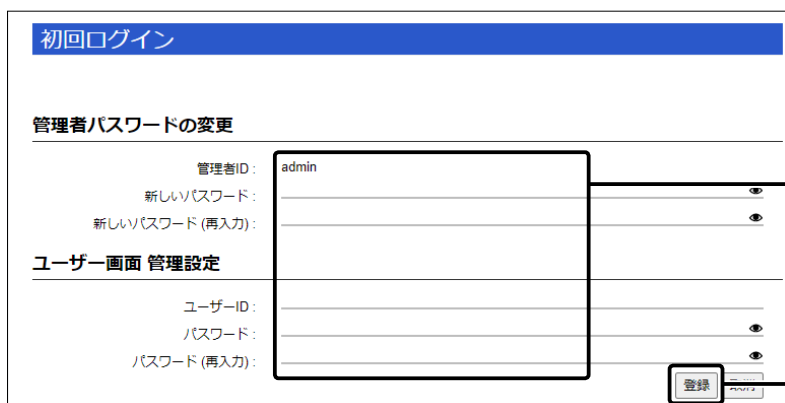 初回ログイン
管理者パスワードの変更
管理者ID : admin
新しいパスワード :
新しいパスワード (再入力) :
ユーザー画面 管理設定
ユーザーID :
パスワード :
パスワード (再入力) :
登録